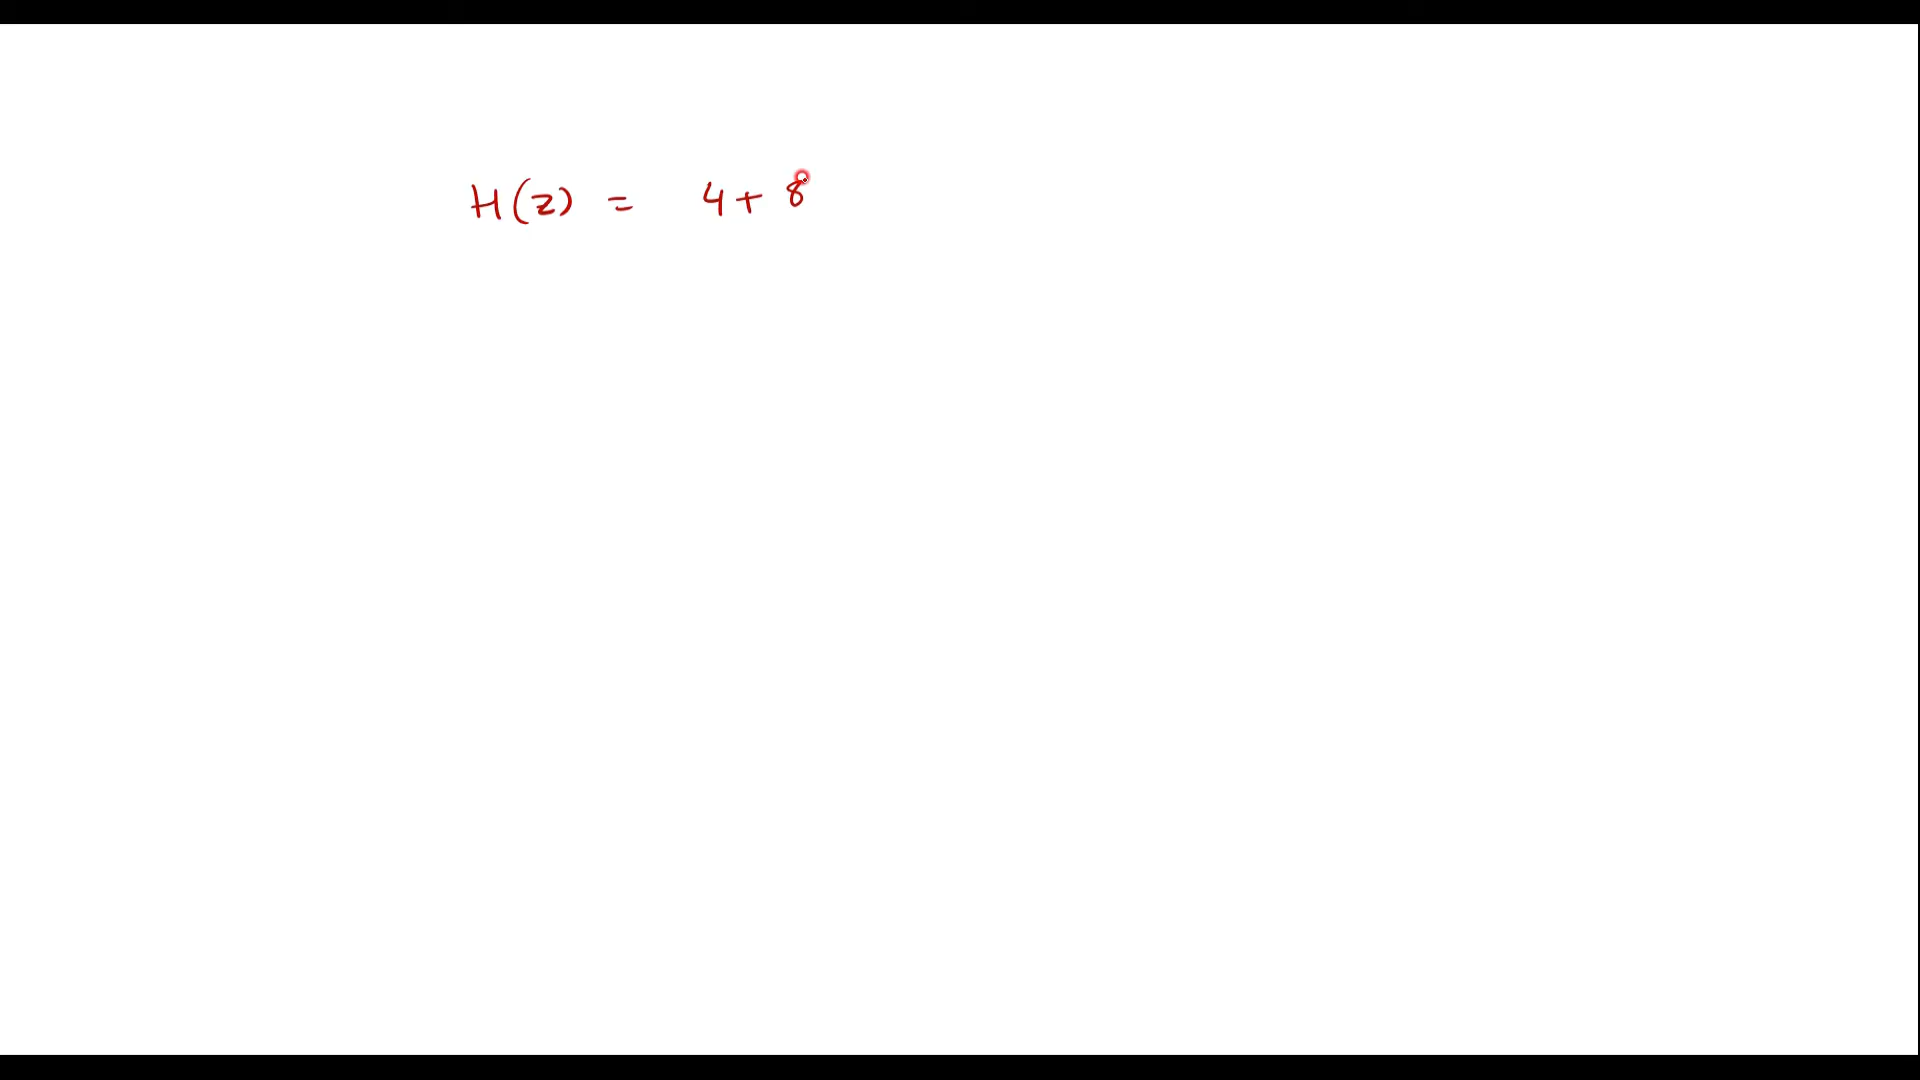 H(z) = 4 + 8